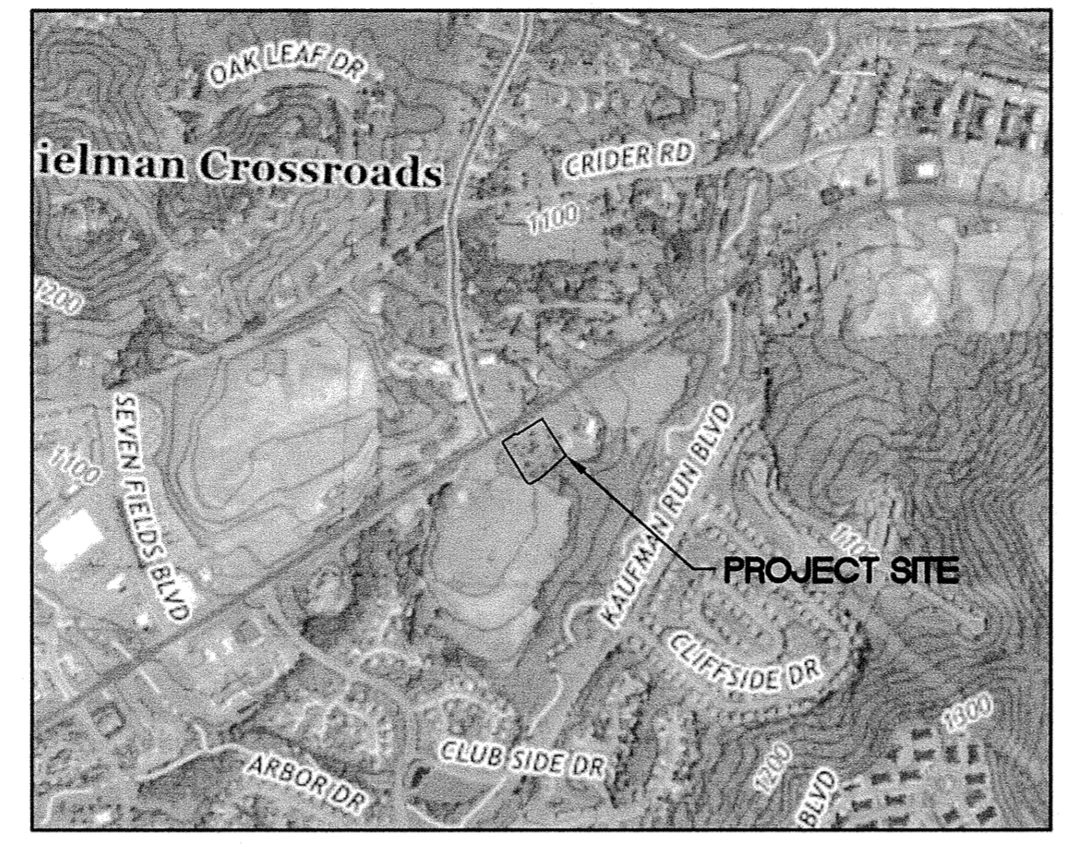 OAK LEAF DR
ielman Crossroads
CRIDER RD
1100
1200
SEVEN FIELDS BLVD
1100
KAUFMAN RUN BLVD
1100
PROJECT SITE
CLIFFSIDE DR
1300
CLUB SIDE DR
1200
ARBOR DR
BLVD